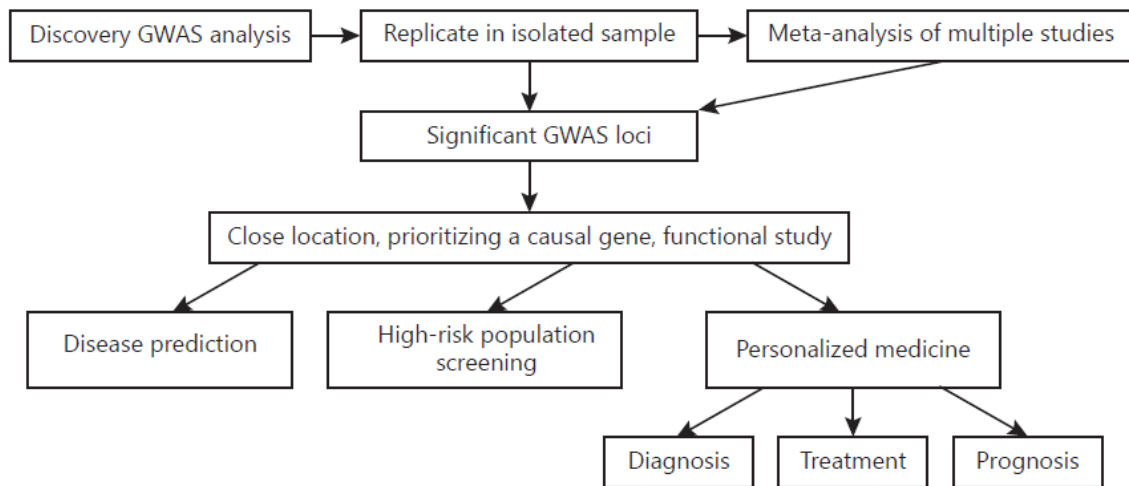 Discovery GWAS analysis
Replicate in isolated sample
Meta-analysis of multiple studies
Significant GWAS loci
Close location, prioritizing a causal gene, functional study
Disease prediction
High-risk population
screening
Personalized medicine
Diagnosis
Treatment
Prognosis